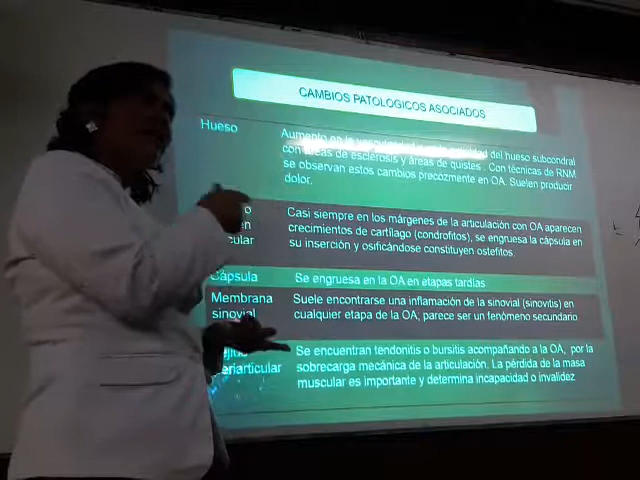 CAMBIOS PATOLOGICOS ASOCIADOS
Hueso
Aumento en la del hueso subcondral
con áreas de esclerosis y áreas de quistes . Con técnicas de RNM
se observan estos cambios precozmente en OA. Suelen producir
dolor.
Casi siempre en los márgenes de la articulación con OA aparecen
crecimientos de cartílago (condrofitos), se engruesa la cápsula en
su inserción y osificándose constituyen ostefitos.
Cápsula
Se engruesa en la OA en etapas tardías
Membrana
sinovial
Suele encontrarse una inflamación de la sinovial (sinovitis) en
cualquier etapa de la OA; parece ser un fenómeno secundario
eriarticular
Se encuentran tendonitis o bursitis acompañando a la OA, por la
sobrecarga mecánica de la articulación. La pérdida de la masa
muscular es importante y determina incapacidad o invalidez